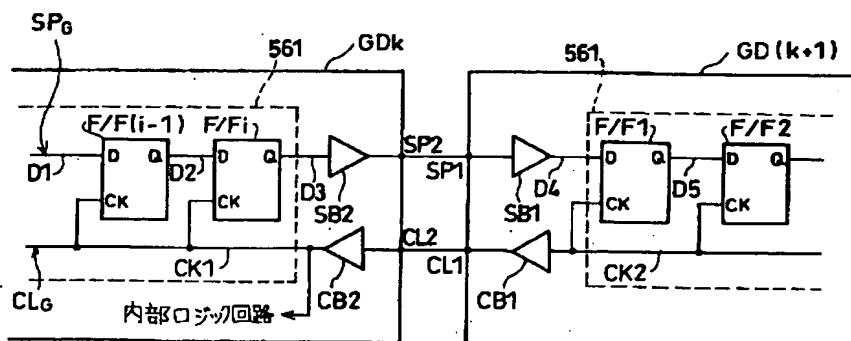 SPG
561
GDk
561
GD(k+1)
F/F(i-1)
F/Fi
F/F1
F/F2
D
Q
D
Q
SP2
D
Q
D
Q
D1
D2
D3
SP1
D4
D5
CK
CK
SB2
SB1
CK
CK
CL2
CLG
CK1
CB2
CL1
CB1
CK2
内部ロジック回路